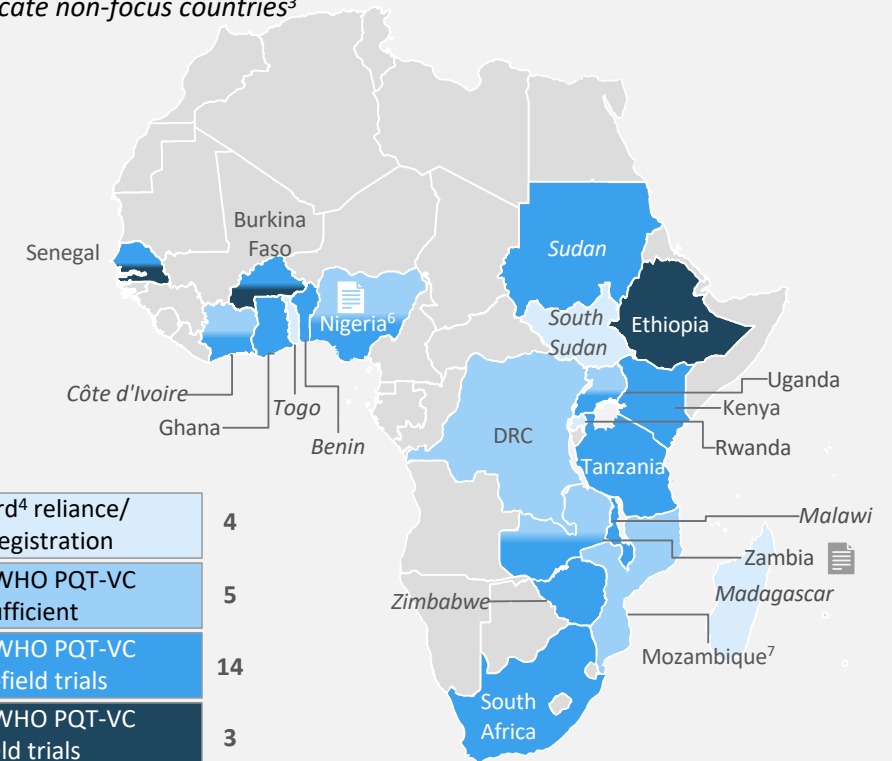 cate non-focus countries³
Burkina
Faso
Senegal
Sudan
Nigeria⁶
South
Sudan
Ethiopia
Côte d'Ivoire
Togo
Ghana
Benin
Uganda
Kenya
DRC
Rwanda
Tanzania
Malawi
Zambia
Madagascar
Zimbabwe
Mozambique⁷
South
Africa
rd⁴ reliance/
egistration
4
WHO PQT-VC
ufficient
5
WHO PQT-VC
field trials
14
WHO PQT-VC
ld trials
3